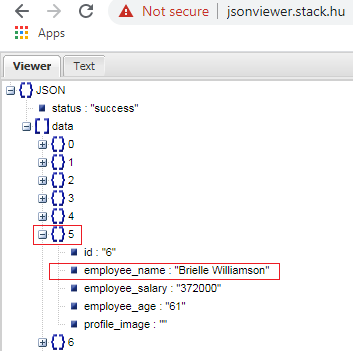 Not secure | jsonviewer.stack.hu
Apps
Viewer Text
{} JSON
status : "success"
[] data
{} 0
{} 1
{} 2
{} 3
{} 4
{} 5
id : "6"
employee_name : "Brielle Williamson"
employee_salary : "372000"
employee_age : "61"
profile_image : ""
{} 6